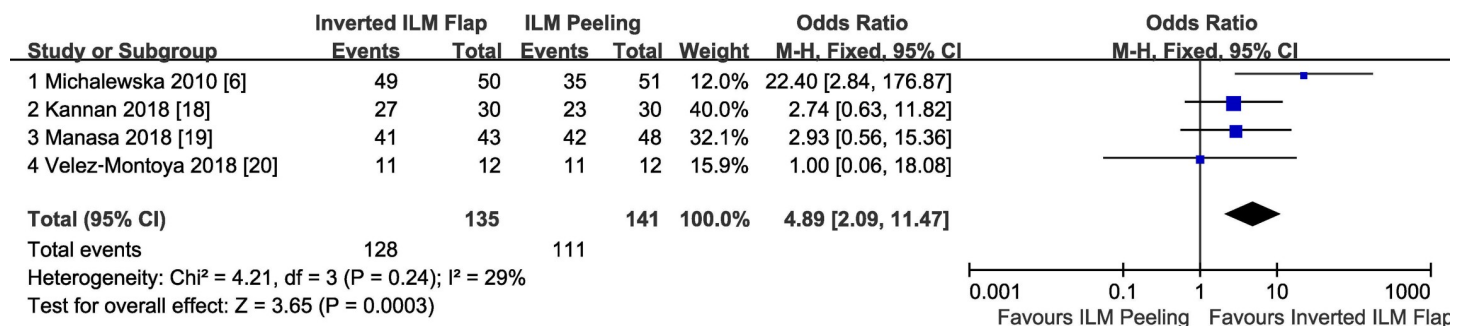 Inverted ILM Flap ILM Peeling Odds Ratio Odds Ratio
Study or Subgroup Events Total Events Total Weight M-H, Fixed, 95% CI M-H, Fixed, 95% CI
1 Michalewska 2010 [6] 49 50 35 51 12.0% 22.40 [2.84, 176.87]
2 Kannan 2018 [18] 27 30 23 30 40.0% 2.74 [0.63, 11.82]
3 Manasa 2018 [19] 41 43 42 48 32.1% 2.93 [0.56, 15.36]
4 Velez-Montoya 2018 [20] 11 12 11 12 15.9% 1.00 [0.06, 18.08]
Total (95% CI) 135 141 100.0% 4.89 [2.09, 11.47]
Total events 128 111
Heterogeneity: Chi² = 4.21, df = 3 (P = 0.24); I² = 29%
Test for overall effect: Z = 3.65 (P = 0.0003)
0.001 0.1 1 10 1000
Favours ILM Peeling Favours Inverted ILM Flap